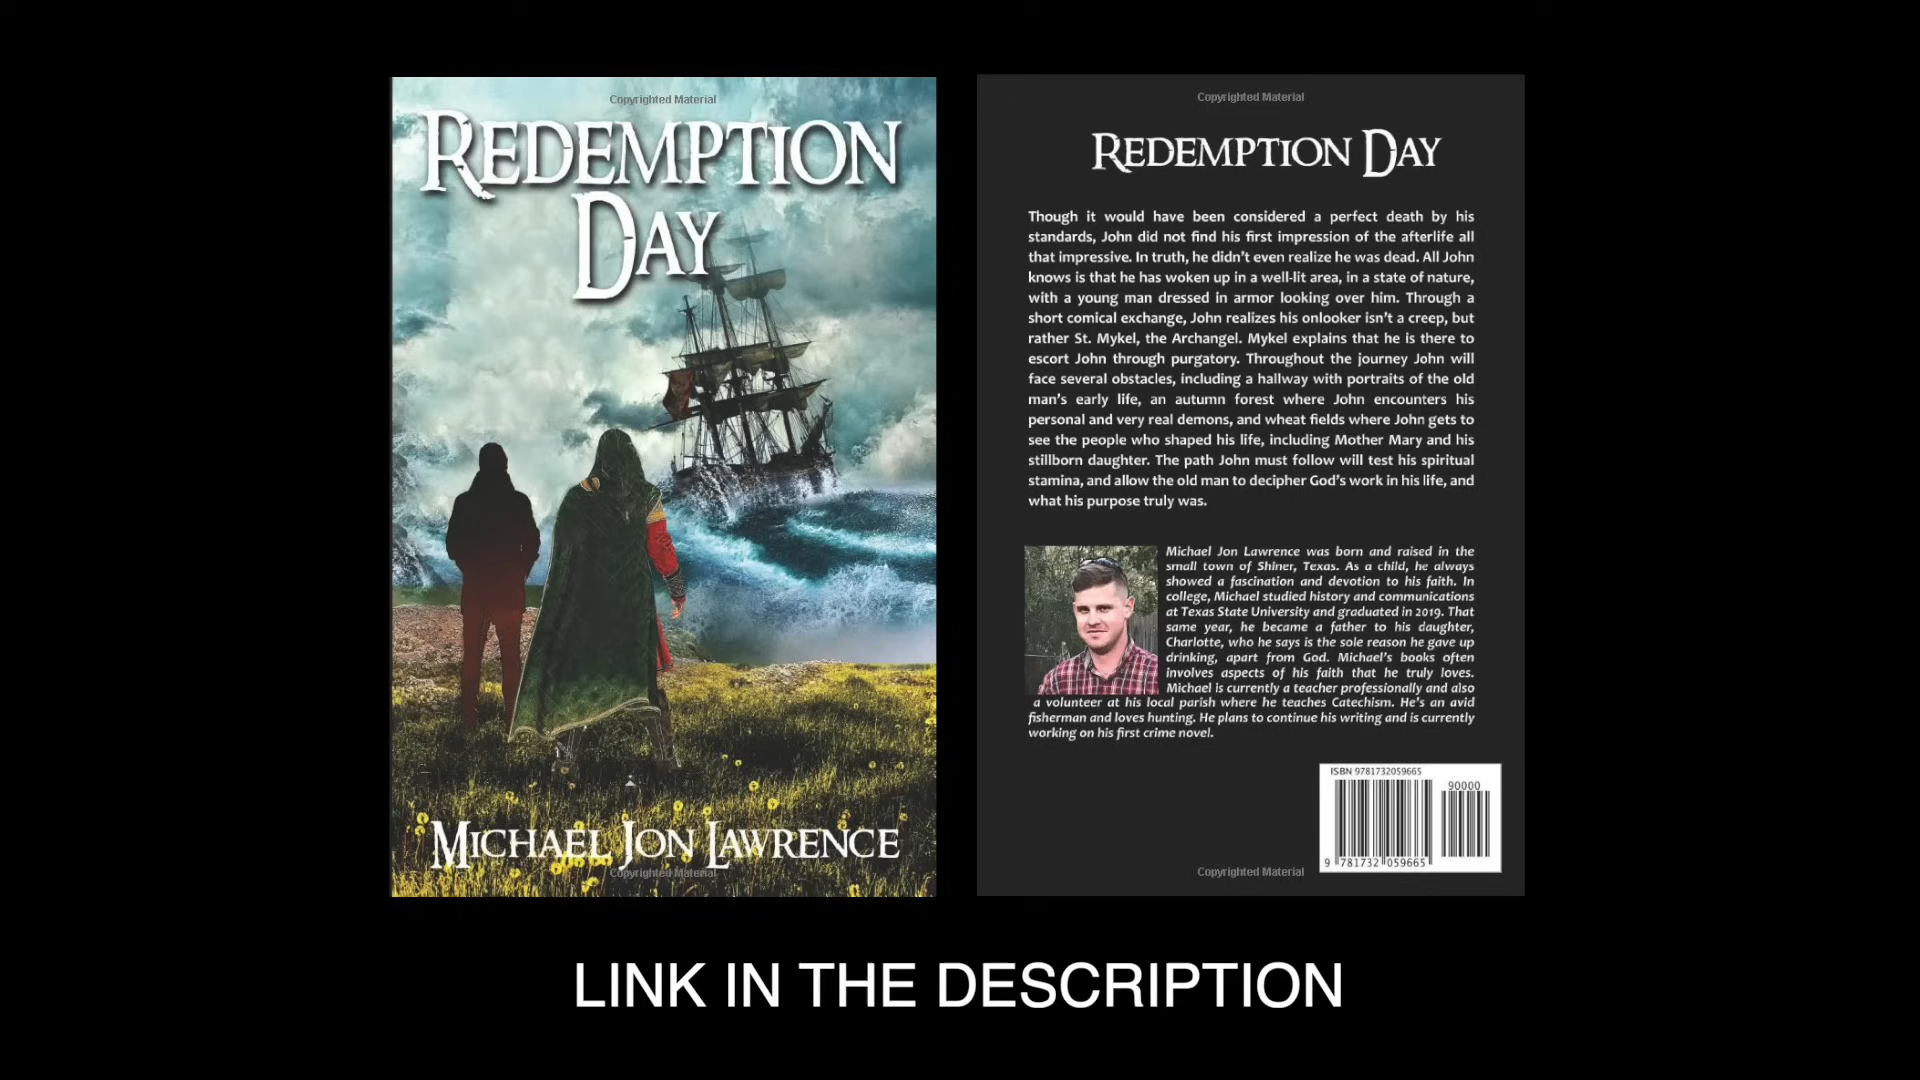 Copyrighted Material
REDEMPTION
DAY
MICHAEL JON LAWRENCE
Copyrighted Material
Copyrighted Material
REDEMPTION DAY
Though it would have been considered a perfect death by his
standards, John did not find his first impression of the afterlife all
that impressive. In truth, he didn't even realize he was dead. All John
knows is that he has woken up in a well-lit area, in a state of nature,
with a young man dressed in armor looking over him. Through a
short comical exchange, John realizes his onlooker isn't a creep, but
rather St. Mykel, the Archangel. Mykel explains that he is there to
escort John through purgatory. Throughout the journey John will
face several obstacles, including a hallway with portraits of the old
man's early life, an autumn forest where John encounters his
personal and very real demons, and wheat fields where John gets to
see the people who shaped his life, including Mother Mary and his
stillborn daughter. The path John must follow will test his spiritual
stamina, and allow the old man to decipher God's work in his life, and
what his purpose truly was.
Michael Jon Lawrence was born and raised in the
small town of Shiner, Texas. As a child, he always
showed a fascination and devotion to his faith. In
college, Michael studied history and communications
at Texas State University and graduated in 2019. That
same year, he became a father to his daughter,
Charlotte, who he says is the sole reason he gave up
drinking, apart from God. Michael's books often
involves aspects of his faith that he truly loves.
Michael is currently a teacher professionally and also
a volunteer at his local parish where he teaches Catechism. He's an avid
fisherman and loves hunting. He plans to continue his writing and is currently
working on his first crime novel.
ISBN 9781732059665
90000
9 781732 059665
Copyrighted Material
LINK IN THE DESCRIPTION